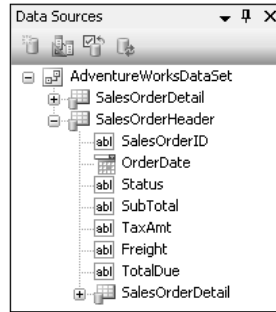 Data Sources
AdventureWorksDataSet
SalesOrderDetail
SalesOrderHeader
abl SalesOrderID
OrderDate
abl Status
abl SubTotal
abl TaxAmt
abl Freight
abl TotalDue
SalesOrderDetail